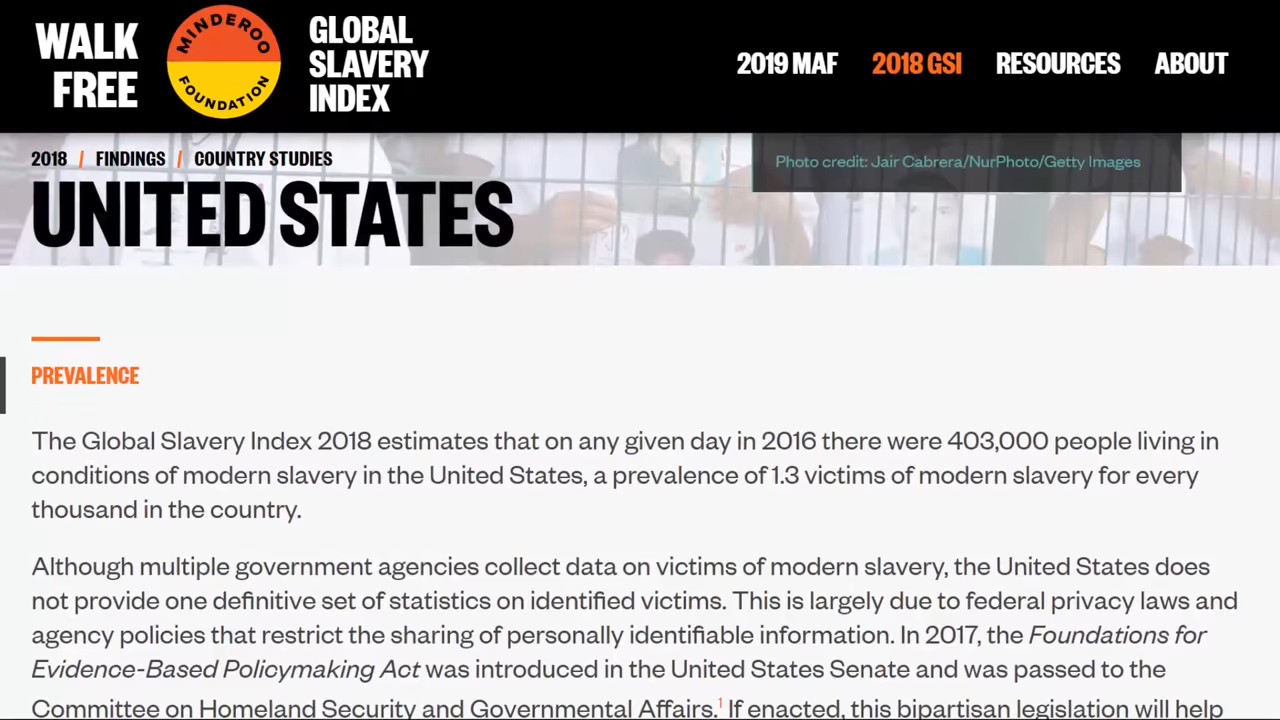 WALK
FREE
MINDEROO
FOUNDATION
GLOBAL
SLAVERY
INDEX
2019 MAF 2018 GSI RESOURCES ABOUT
Photo credit: Jair Cabrera/NurPhoto/Getty Images
2018 / FINDINGS / COUNTRY STUDIES
UNITED STATES
PREVALENCE
The Global Slavery Index 2018 estimates that on any given day in 2016 there were 403,000 people living in
conditions of modern slavery in the United States, a prevalence of 1.3 victims of modern slavery for every
thousand in the country.
Although multiple government agencies collect data on victims of modern slavery, the United States does
not provide one definitive set of statistics on identified victims. This is largely due to federal privacy laws and
agency policies that restrict the sharing of personally identifiable information. In 2017, the Foundations for
Evidence-Based Policymaking Act was introduced in the United States Senate and was passed to the
Committee on Homeland Security and Governmental Affairs.1 If enacted, this bipartisan legislation will help